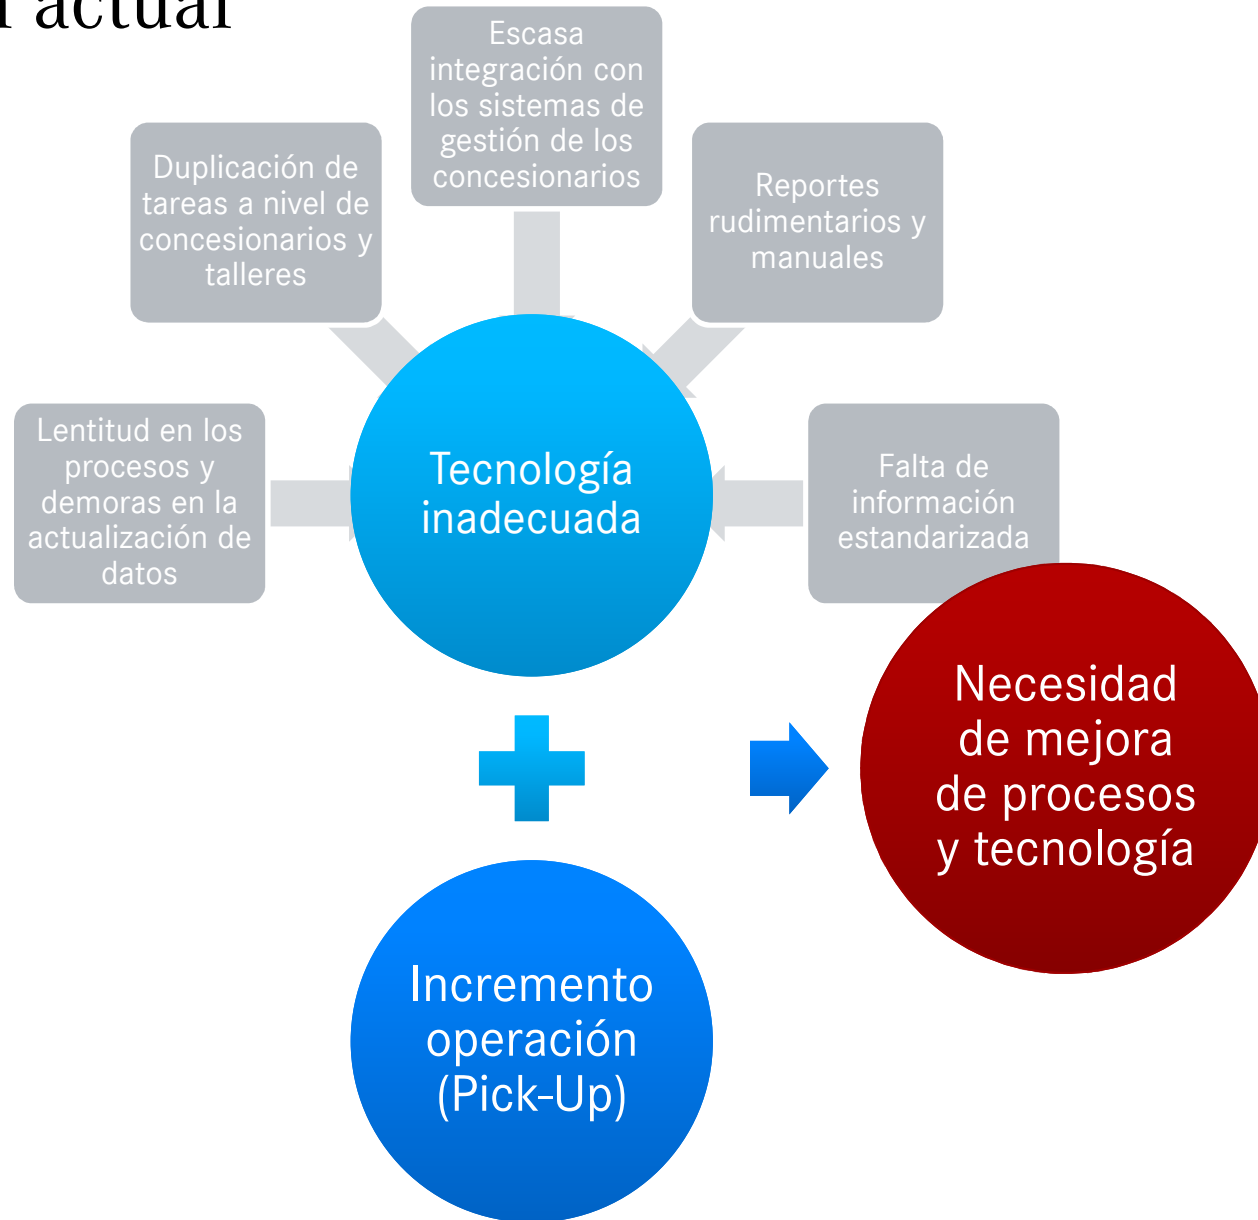 actual
Escasa
integración con
los sistemas de
gestión de los
concesionarios
Duplicación de
tareas a nivel de
concesionarios y
talleres
Reportes
rudimentarios y
manuales
Lentitud en los
procesos y
demoras en la
actualización de
datos
Tecnología
inadecuada
Falta de
información
estandarizada
Necesidad
de mejora
de procesos
y tecnología
Incremento
operación
(Pick-Up)